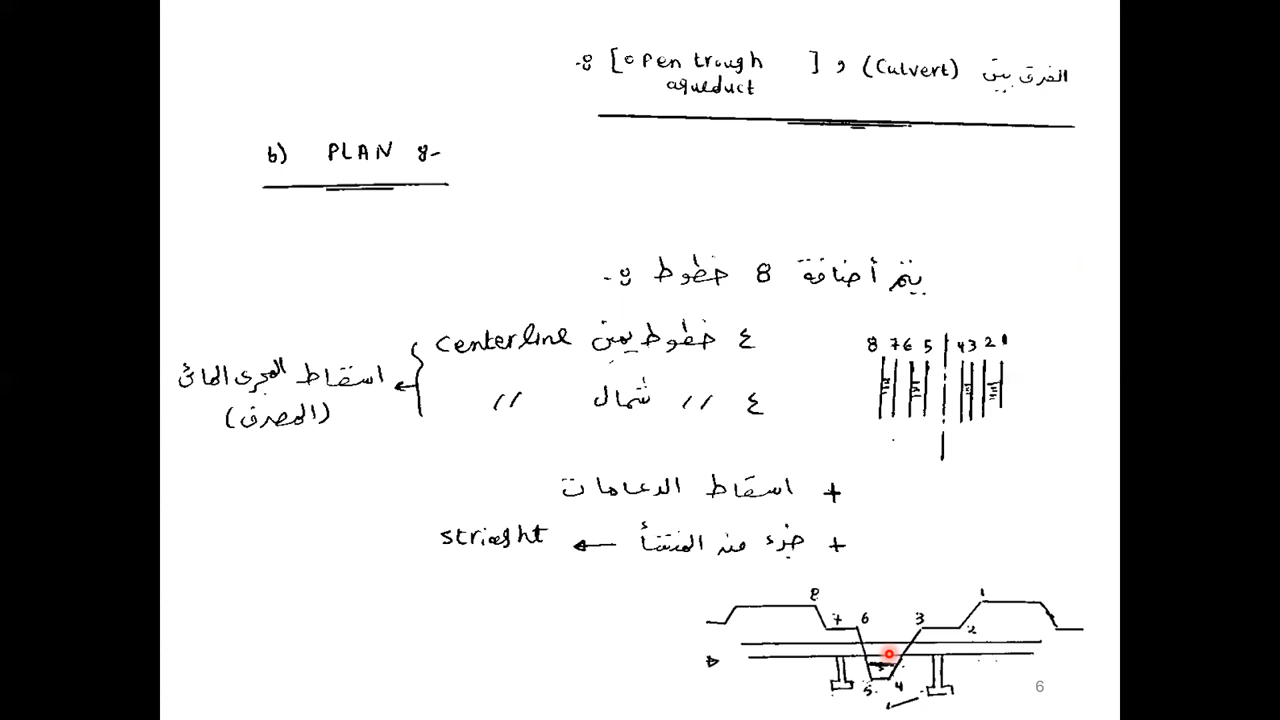 الفرق بين (Culvert) و [open trough aqueduct] :-
b) PLAN :-
يتم أضافة 8 خطوط :-
٤ خطوط يمين centerline
٤ // شمال //
اسقاط المجرى المائى
(المصرف)
8 7 6 5 4 3 2 1
+ اسقاط الدعامات
+ جزء من المنشأ ← strieght
8 7 6 5 4 3 2 1
6